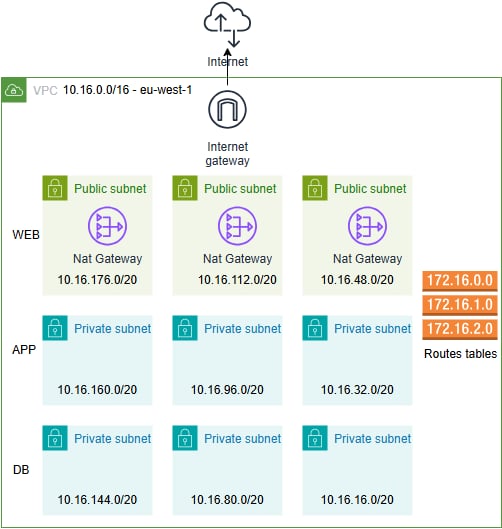 Internet
VPC 10.16.0.0/16 - eu-west-1
Internet
gateway
Public subnet
Public subnet
Public subnet
WEB
Nat Gateway
Nat Gateway
Nat Gateway
10.16.176.0/20
10.16.112.0/20
10.16.48.0/20
172.16.0.0
172.16.1.0
172.16.2.0
Routes tables
Private subnet
Private subnet
Private subnet
APP
10.16.160.0/20
10.16.96.0/20
10.16.32.0/20
Private subnet
Private subnet
Private subnet
DB
10.16.144.0/20
10.16.80.0/20
10.16.16.0/20